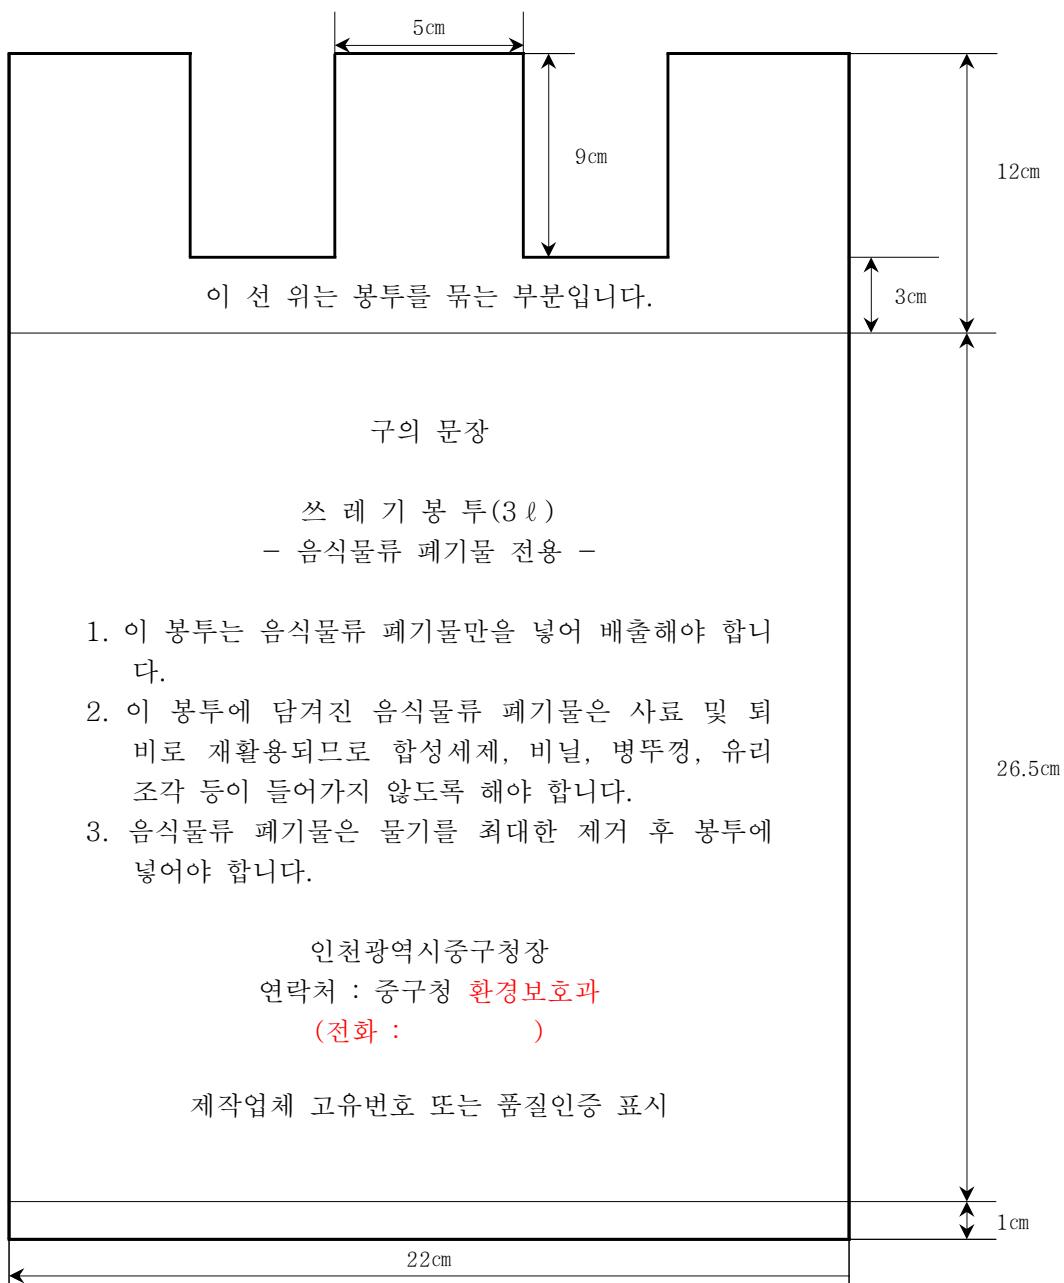 5㎝
9㎝
12㎝
이 선 위는 봉투를 묶는 부분입니다.
3㎝
구의 문장
쓰 레 기 봉 투(3ℓ)
- 음식물류 폐기물 전용 -
1. 이 봉투는 음식물류 폐기물만을 넣어 배출해야 합니
다.
2. 이 봉투에 담겨진 음식물류 폐기물은 사료 및 퇴
비로 재활용되므로 합성세제, 비닐, 병뚜껑, 유리
조각 등이 들어가지 않도록 해야 합니다.
26.5㎝
3. 음식물류 폐기물은 물기를 최대한 제거 후 봉투에
넣어야 합니다.
인천광역시중구청장
연락처 : 중구청 환경보호과
(전화 :          )
제작업체 고유번호 또는 품질인증 표시
1㎝
22㎝